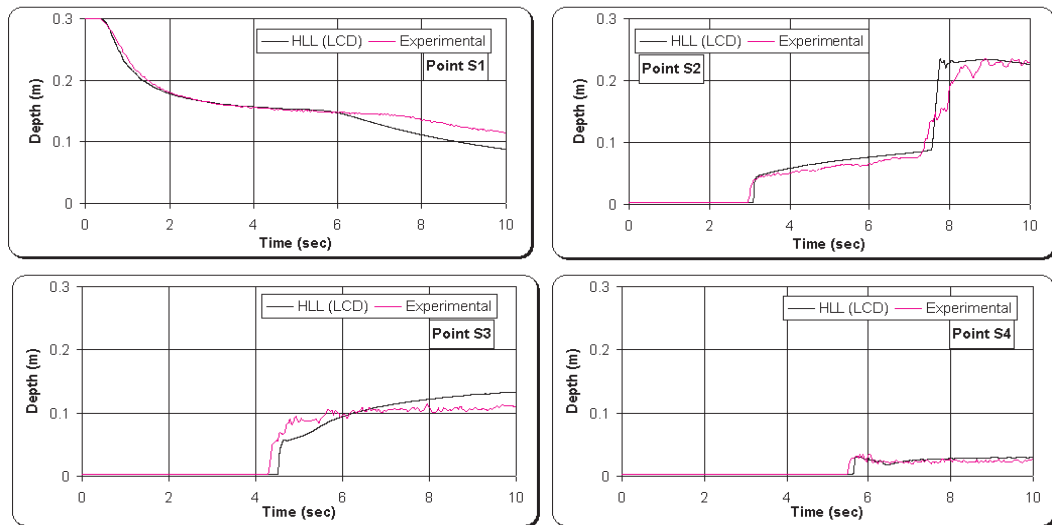 0.3
HLL (LCD) Experimental
Point S1
0.2
Depth (m)
0.1
0
0 2 4 6 8 10
Time (sec)
0.3
HLL (LCD) Experimental
Point S2
0.2
Depth (m)
0.1
0
0 2 4 6 8 10
Time (sec)
0.3
HLL (LCD) Experimental
Point S3
0.2
Depth (m)
0.1
0
0 2 4 6 8 10
Time (sec)
0.3
HLL (LCD) Experimental
Point S4
0.2
Depth (m)
0.1
0
0 2 4 6 8 10
Time (sec)